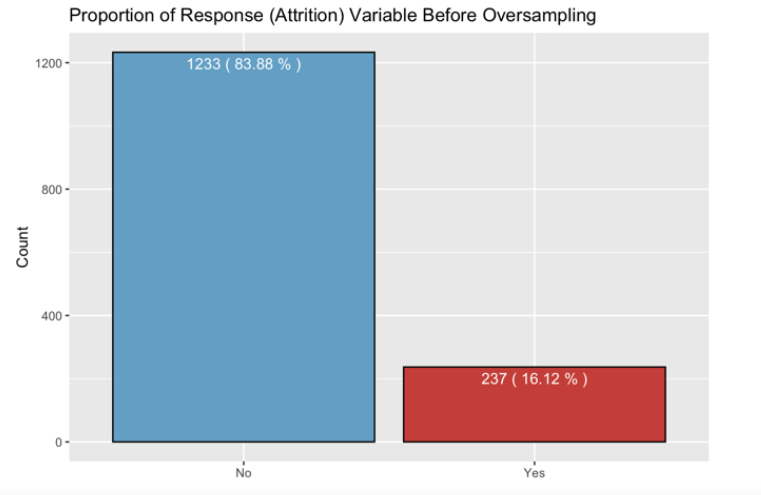 Proportion of Response (Attrition) Variable Before Oversampling
1200
1233 ( 83.88 % )
800
Count
400
237 ( 16.12 % )
0
No
Yes